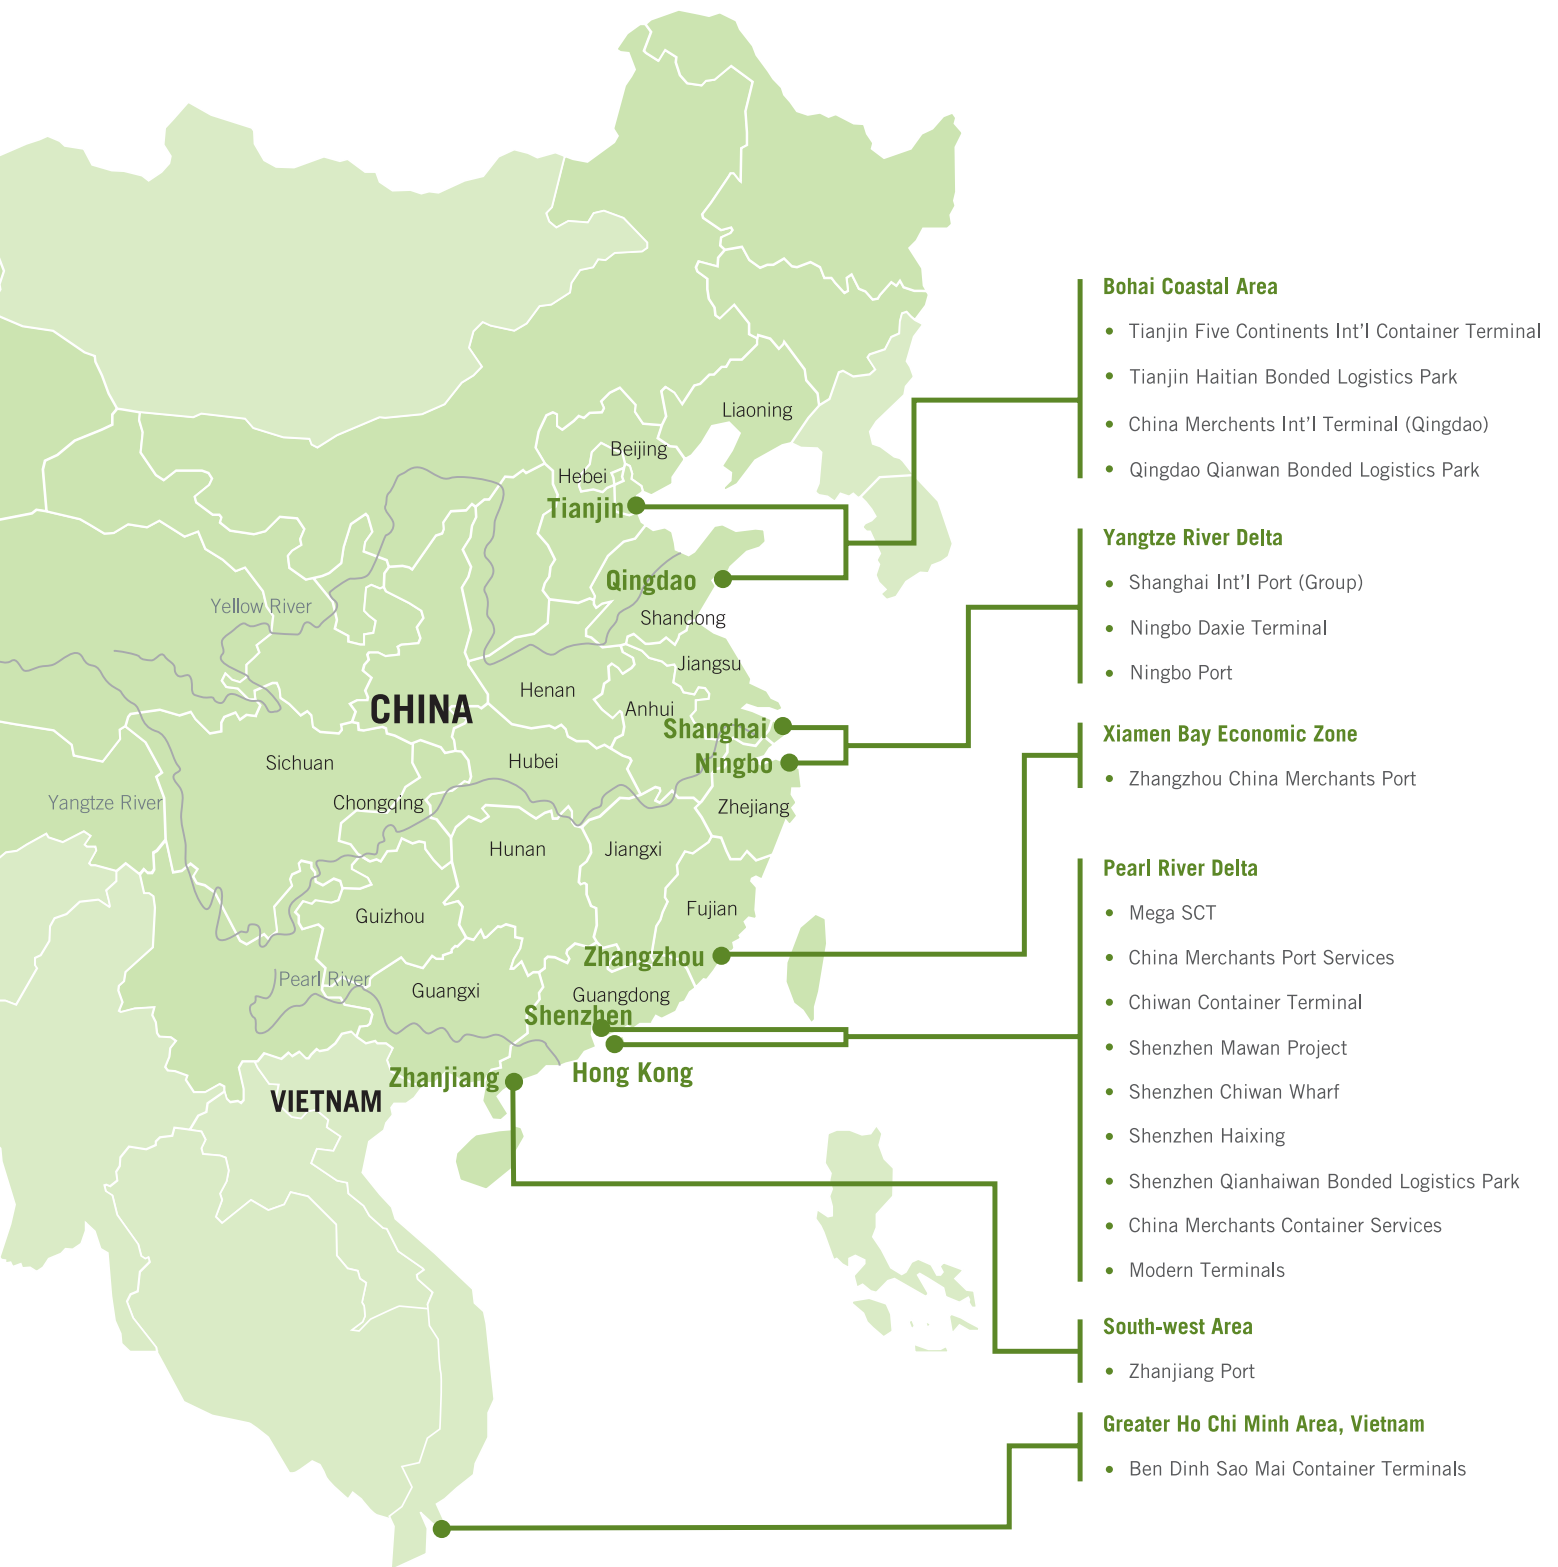 Liaoning
Beijing
Hebei
Tianjin
Qingdao
Yellow River
Shandong
Jiangsu
Henan
CHINA
Anhui
Shanghai
Sichuan
Hubei
Ningbo
Yangtze River
Chongqing
Zhejiang
Hunan
Jiangxi
Guizhou
Fujian
Zhangzhou
Pearl River
Guangxi
Guangdong
Shenzhen
Hong Kong
Zhanjiang
VIETNAM
Bohai Coastal Area
• Tianjin Five Continents Int'l Container Terminal
• Tianjin Haitian Bonded Logistics Park
• China Merchents Int'l Terminal (Qingdao)
• Qingdao Qianwan Bonded Logistics Park
Yangtze River Delta
• Shanghai Int'l Port (Group)
• Ningbo Daxie Terminal
• Ningbo Port
Xiamen Bay Economic Zone
• Zhangzhou China Merchants Port
Pearl River Delta
• Mega SCT
• China Merchants Port Services
• Chiwan Container Terminal
• Shenzhen Mawan Project
• Shenzhen Chiwan Wharf
• Shenzhen Haixing
• Shenzhen Qianhaiwan Bonded Logistics Park
• China Merchants Container Services
• Modern Terminals
South-west Area
• Zhanjiang Port
Greater Ho Chi Minh Area, Vietnam
• Ben Dinh Sao Mai Container Terminals